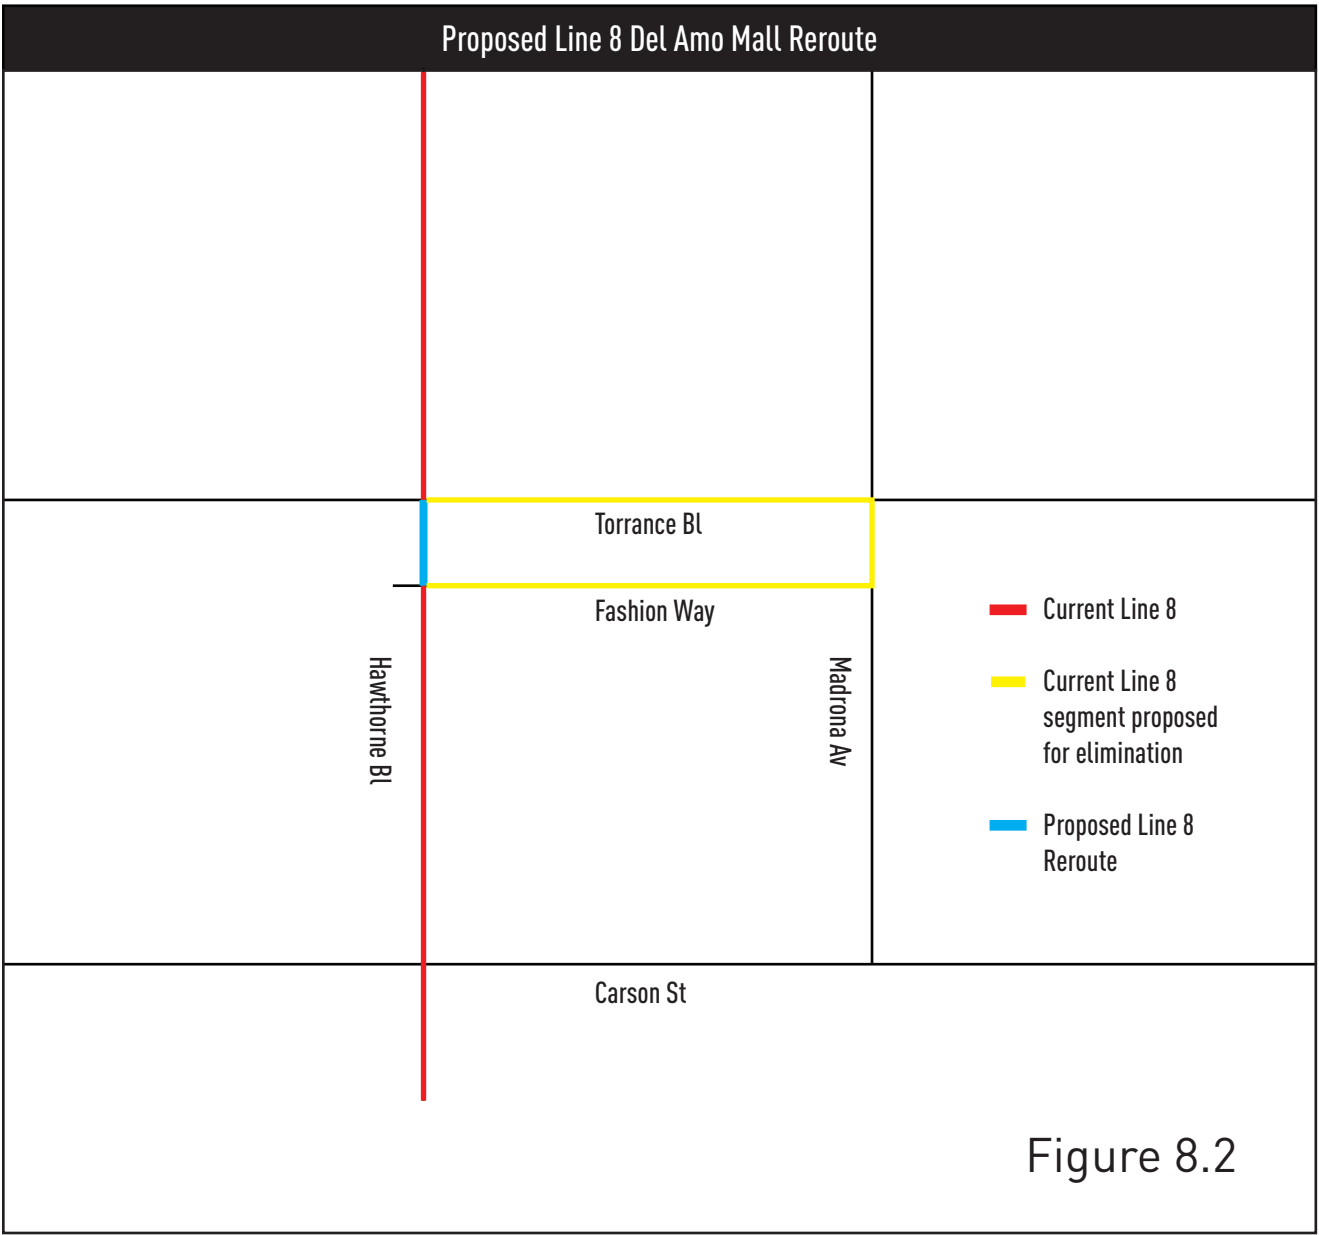 Proposed Line 8 Del Amo Mall Reroute
Torrance Bl
Fashion Way
Hawthorne Bl
Madrona Av
Current Line 8
Current Line 8
segment proposed
for elimination
Proposed Line 8
Reroute
Carson St
Figure 8.2